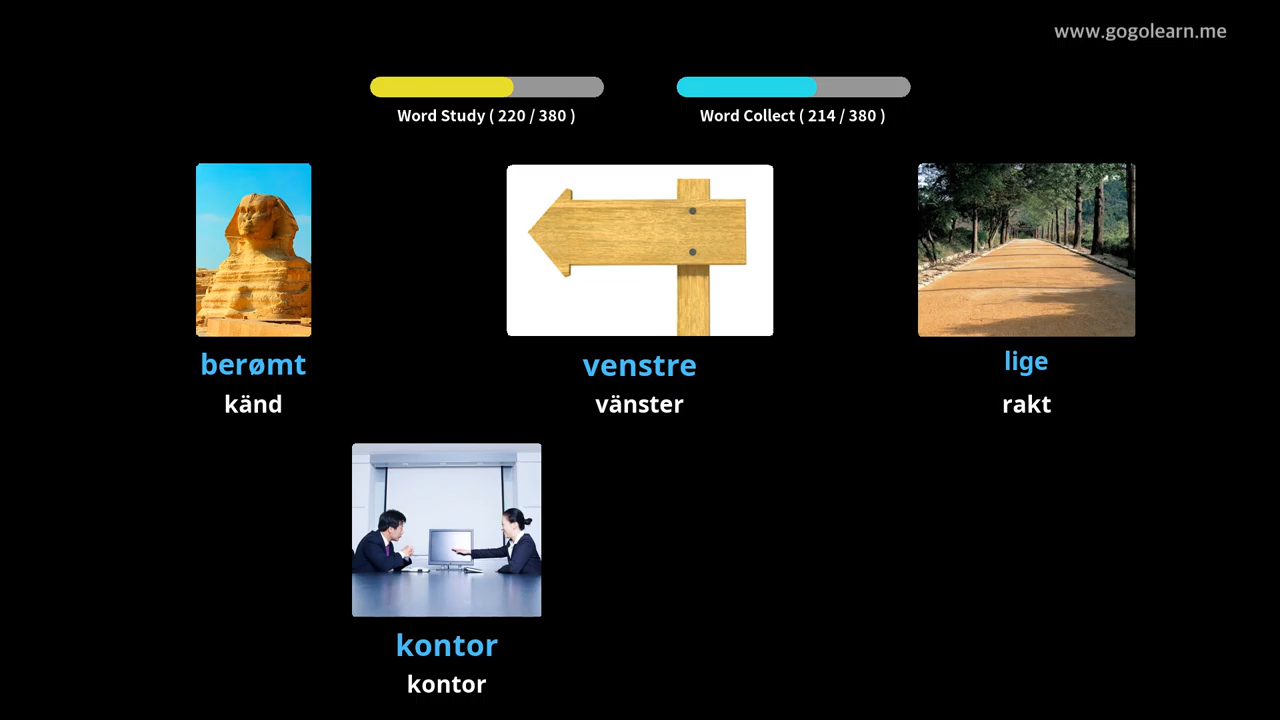 www.gogolearn.me
Word Study ( 220 / 380 )
Word Collect ( 214 / 380 )
berømt
känd
venstre
vänster
lige
rakt
kontor
kontor